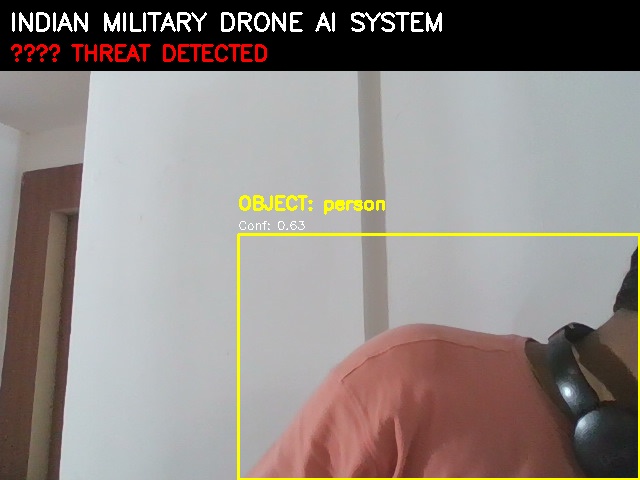 INDIAN MILITARY DRONE AI SYSTEM
???? THREAT DETECTED
OBJECT: person
Conf: 0.63